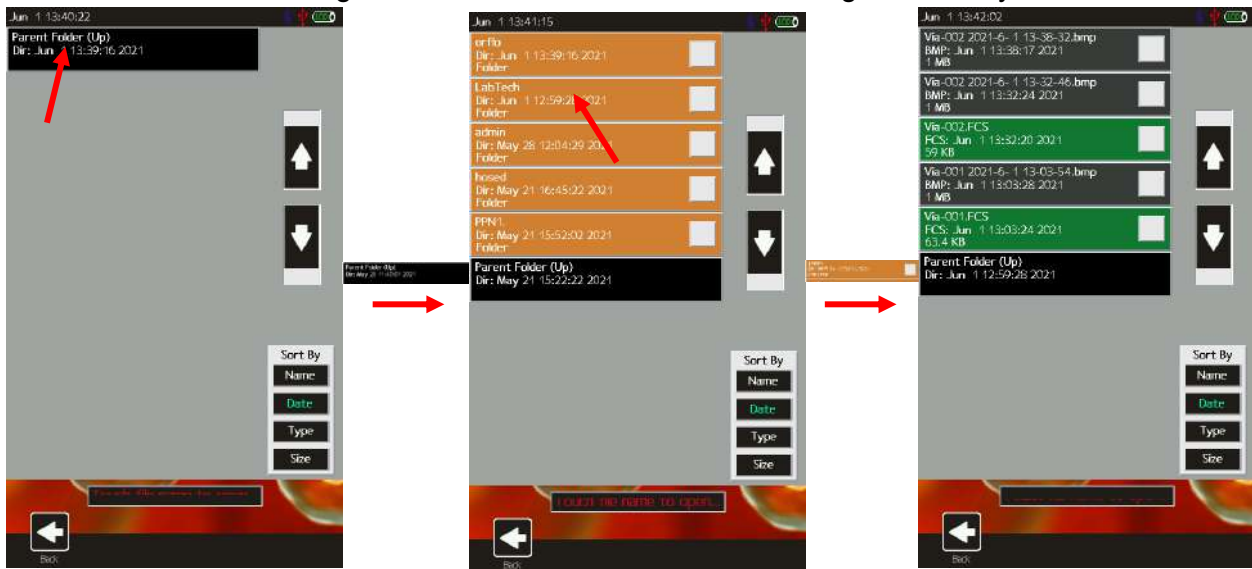 Jun 1 13:40:22
Parent Folder (Up)
Dir: Jun 1 13:39:16 2021
Sort By
Name
Date
Type
Size
Back
Parent Folder (Up)
Jun 1 13:41:15
orflo
Dir: Jun 1 13:39:16 2021
Folder
LabTech
Dir: Jun 1 12:59:28 2021
Folder
admin
Dir: May 28 12:04:29 2021
Folder
hosed
Dir: May 21 16:45:22 2021
Folder
PPN1.
Dir: May 21 15:52:02 2021
Folder
Parent Folder (Up)
Dir: May 21 15:22:22 2021
Sort By
Name
Date
Type
Size
Touch file name to open...
Back
Jun 1 13:42:02
Via-002 2021-6- 1 13-38-32.bmp
BMP: Jun 1 13:38:17 2021
1 MB
Via-002 2021-6- 1 13-32-46.bmp
BMP: Jun 1 13:32:24 2021
1 MB
Via-002.FCS
FCS: Jun 1 13:32:20 2021
59 KB
Via-001 2021-6- 1 13-03-54.bmp
BMP: Jun 1 13:03:28 2021
1 MB
Via-001.FCS
FCS: Jun 1 13:03:24 2021
63.4 KB
Parent Folder (Up)
Dir: Jun 1 12:59:28 2021
Sort By
Name
Date
Type
Size
Back